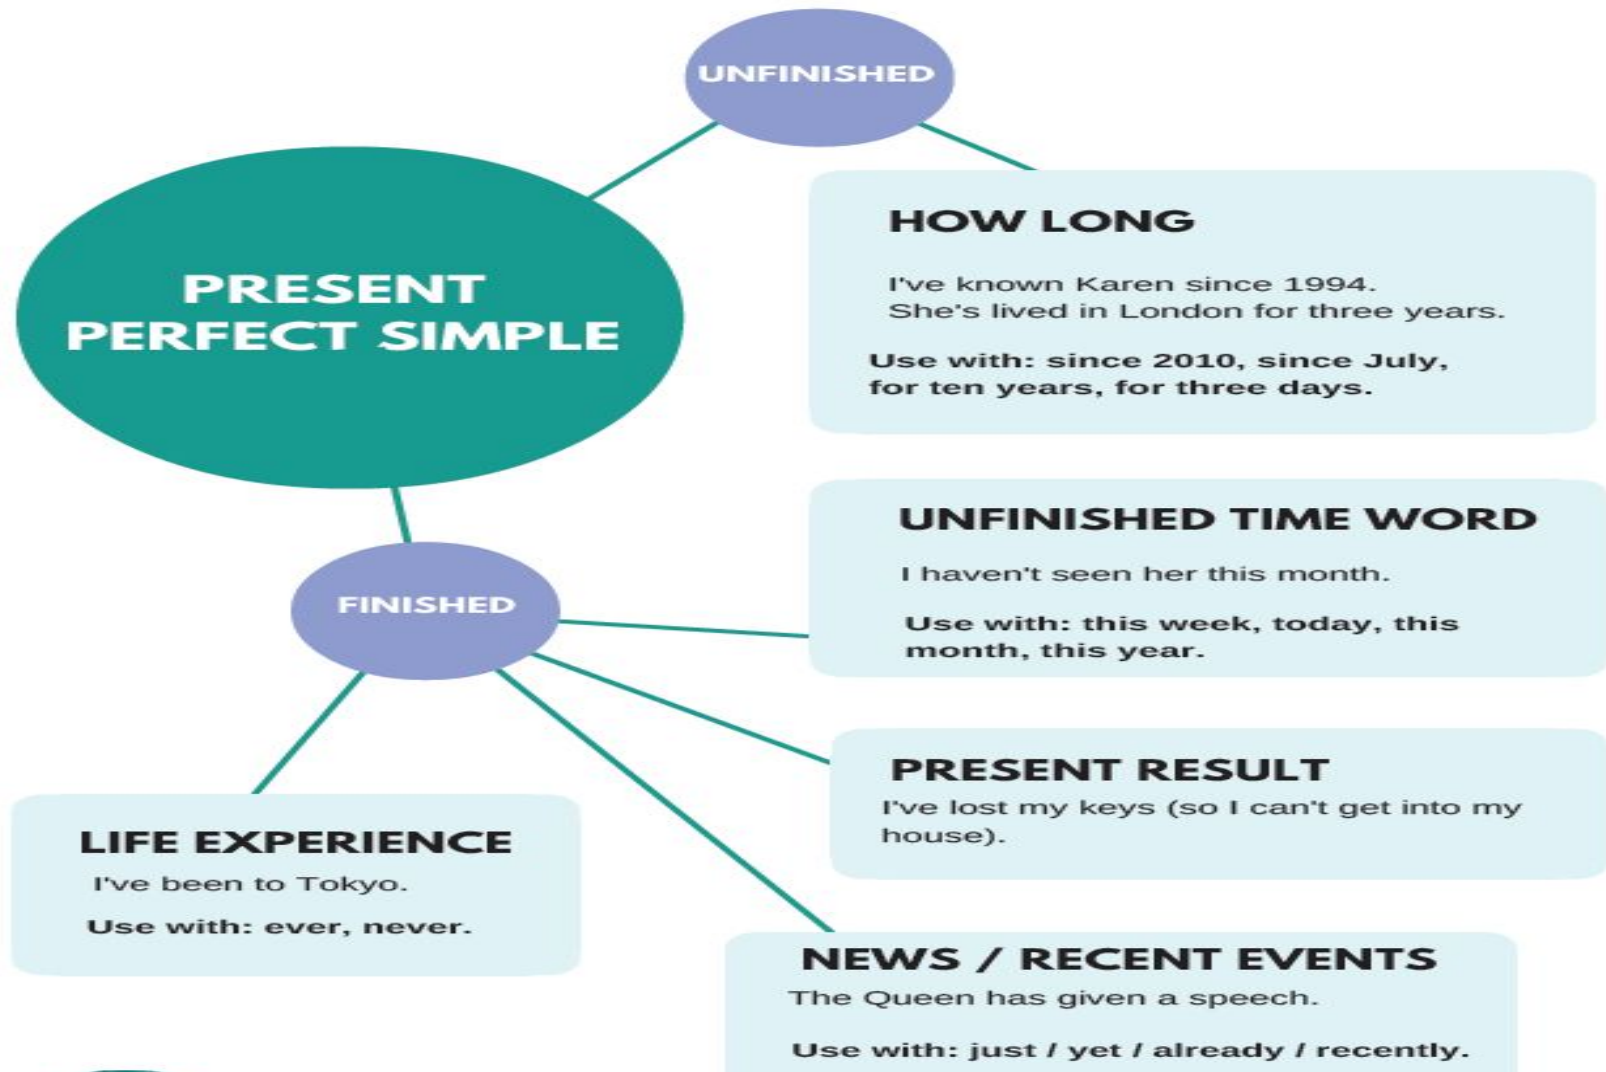 UNFINISHED
PRESENT
PERFECT SIMPLE
HOW LONG
I've known Karen since 1994.
She's lived in London for three years.
Use with: since 2010, since July,
for ten years, for three days.
UNFINISHED TIME WORD
I haven't seen her this month.
Use with: this week, today, this
month, this year.
FINISHED
PRESENT RESULT
I've lost my keys (so I can't get into my
house).
LIFE EXPERIENCE
I've been to Tokyo.
Use with: ever, never.
NEWS / RECENT EVENTS
The Queen has given a speech.
Use with: just / yet / already / recently.